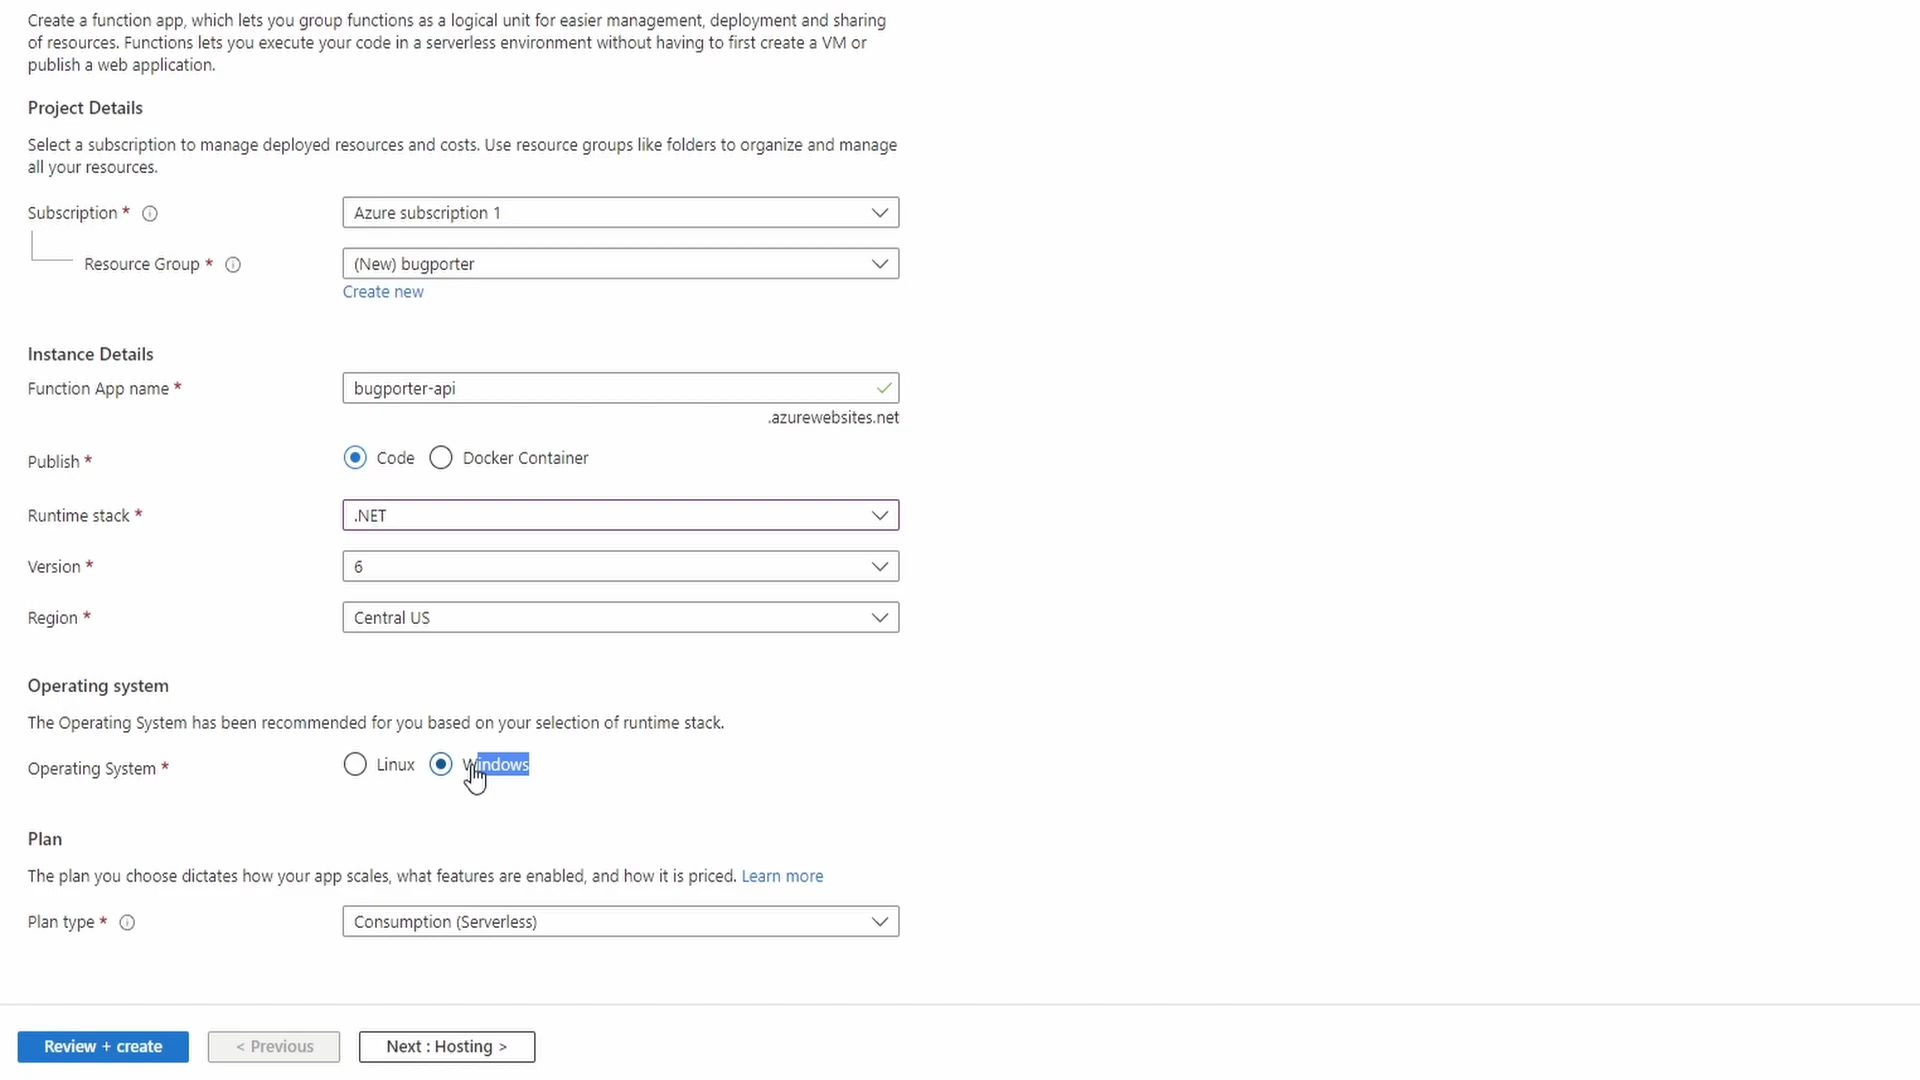 Create a function app, which lets you group functions as a logical unit for easier management, deployment and sharing
of resources. Functions lets you execute your code in a serverless environment without having to first create a VM or
publish a web application.
Project Details
Select a subscription to manage deployed resources and costs. Use resource groups like folders to organize and manage
all your resources.
Subscription * Azure subscription 1
Resource Group * (New) bugporter
Create new
Instance Details
Function App name * bugporter-api
.azurewebsites.net
Publish * Code Docker Container
Runtime stack * .NET
Version * 6
Region * Central US
Operating system
The Operating System has been recommended for you based on your selection of runtime stack.
Operating System * Linux Windows
Plan
The plan you choose dictates how your app scales, what features are enabled, and how it is priced. Learn more
Plan type * Consumption (Serverless)
Review + create < Previous Next : Hosting >